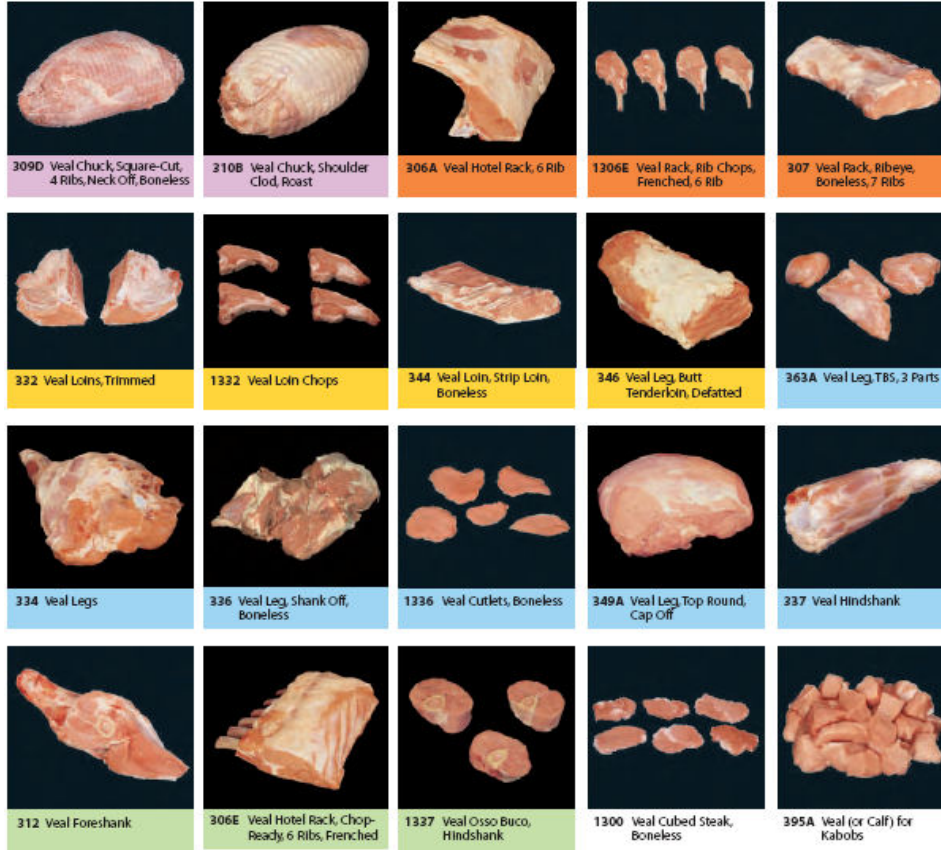 309D Veal Chuck, Square-Cut,
4 Ribs, Neck Off, Boneless
310B Veal Chuck, Shoulder
Clod, Roast
306A Veal Hotel Rack, 6 Rib
1306E Veal Rack, Rib Chops,
Frenched, 6 Rib
307 Veal Rack, Ribeye,
Boneless, 7 Ribs
332 Veal Loins, Trimmed
1332 Veal Loin Chops
344 Veal Loin, Strip Loin,
Boneless
346 Veal Leg, Butt
Tenderloin, Defatted
363A Veal Leg, TBS, 3 Parts
334 Veal Legs
336 Veal Leg, Shank Off,
Boneless
1336 Veal Cutlets, Boneless
349A Veal Leg, Top Round,
Cap Off
337 Veal Hindshank
312 Veal Foreshank
306E Veal Hotel Rack, Chop-
Ready, 6 Ribs, Frenched
1337 Veal Osso Buco,
Hindshank
1300 Veal Cubed Steak,
Boneless
395A Veal (or Calf) for
Kabobs